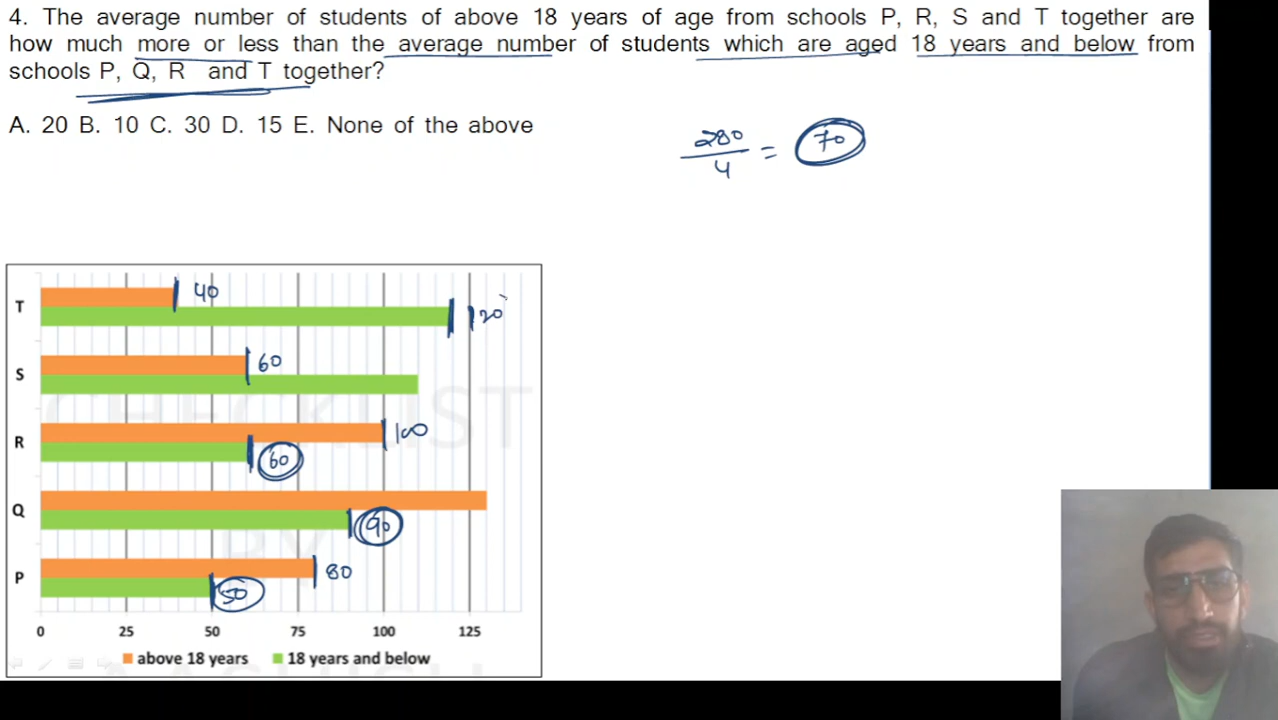 4. The average number of students of above 18 years of age from schools P, R, S and T together are
how much more or less than the average number of students which are aged 18 years and below from
schools P, Q, R and T together?
A. 20 B. 10 C. 30 D. 15 E. None of the above
280
4
= 70
T
40
120
S
60
CHECKLIST
R
100
60
Q
90
BY
P
80
50
0 25 50 75 100 125
above 18 years 18 years and below